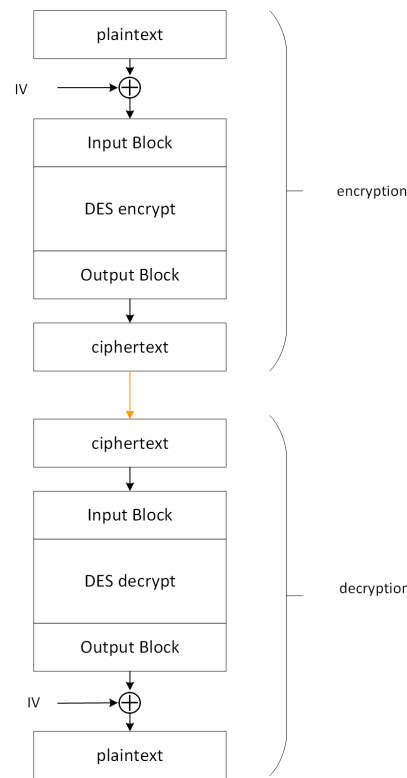 plaintext
IV
Input Block
DES encrypt
Output Block
ciphertext
encryption
ciphertext
Input Block
DES decrypt
Output Block
IV
plaintext
decryption